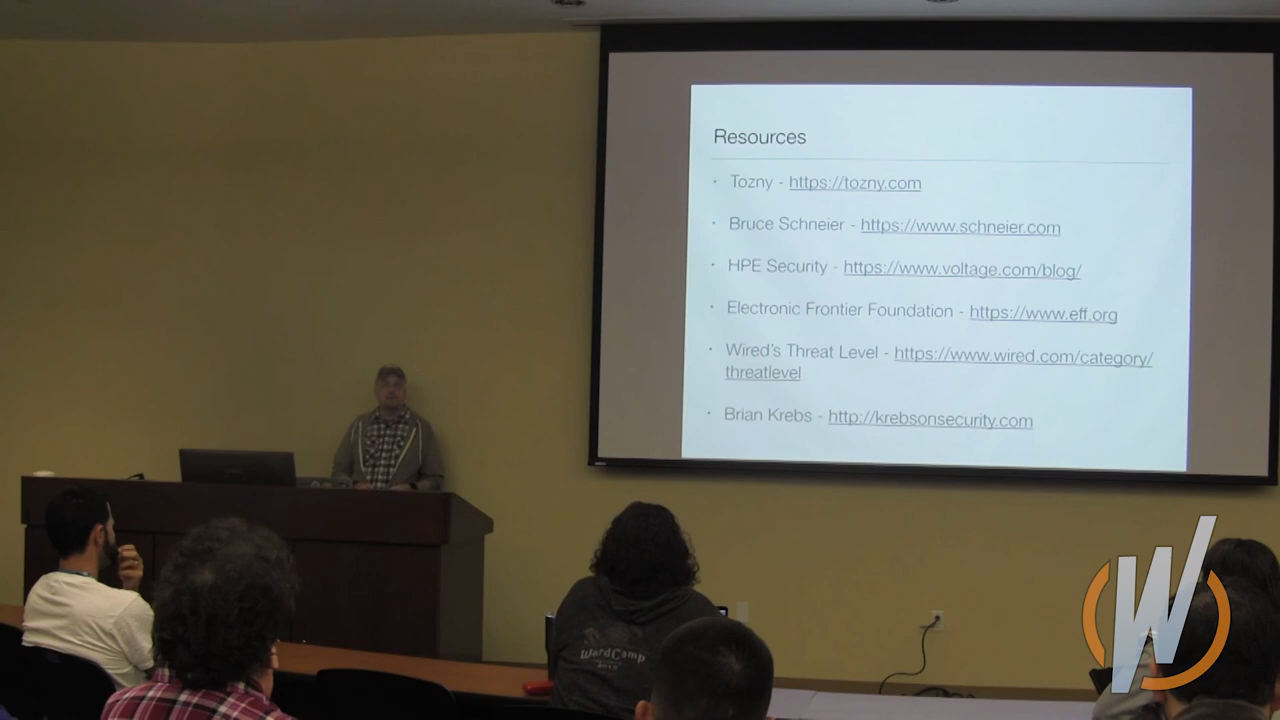 Resources
• Tozny - https://tozny.com
• Bruce Schneier - https://www.schneier.com
• HPE Security - https://www.voltage.com/blog/
• Electronic Frontier Foundation - https://www.eff.org
• Wired's Threat Level - https://www.wired.com/category/
threatlevel
• Brian Krebs - http://krebsonsecurity.com
WordCamp
W